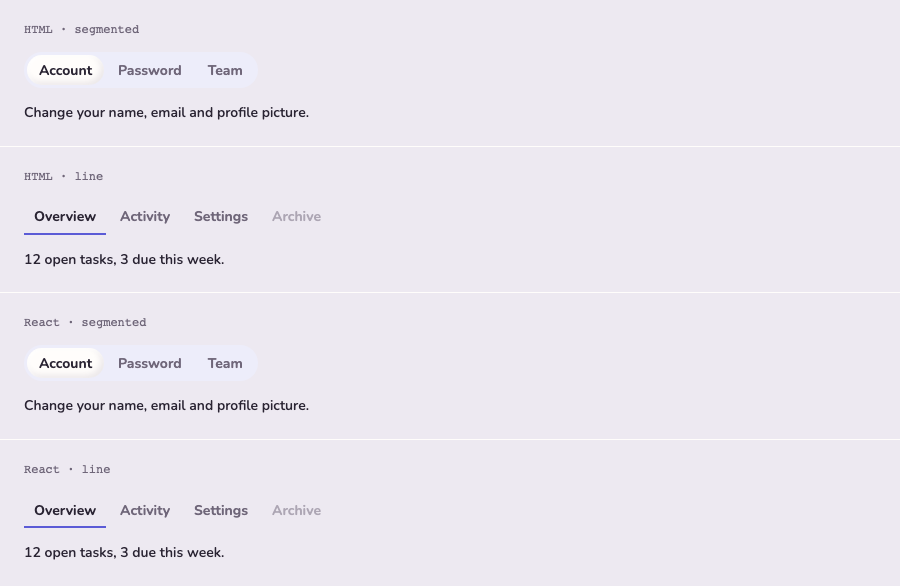 HTML · segmented
Account Password Team
Change your name, email and profile picture.
HTML · line
Overview Activity Settings Archive
12 open tasks, 3 due this week.
React · segmented
Account Password Team
Change your name, email and profile picture.
React · line
Overview Activity Settings Archive
12 open tasks, 3 due this week.